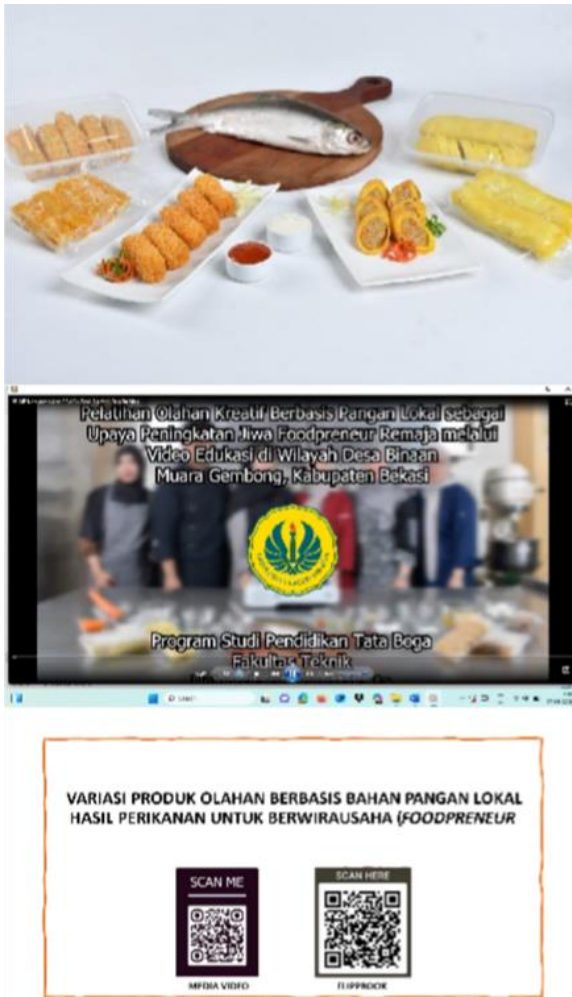 Pelatihan Olahan Kreatif Berbasis Pangan Lokal sebagai
Upaya Peningkatan Jiwa Foodpreneur Remaja melalui
Video Edukasi di Wilayah Desa Binaan
Muara Gembong, Kabupaten Bekasi
Program Studi Pendidikan Tata Boga
Fakultas Teknik
VARIASI PRODUK OLAHAN BERBASIS BAHAN PANGAN LOKAL
HASIL PERIKANAN UNTUK BERWIRAUSAHA (FOODPRENEUR
SCAN ME
SCAN HERE
MEDIA VIDEO
FLIPPBOOK